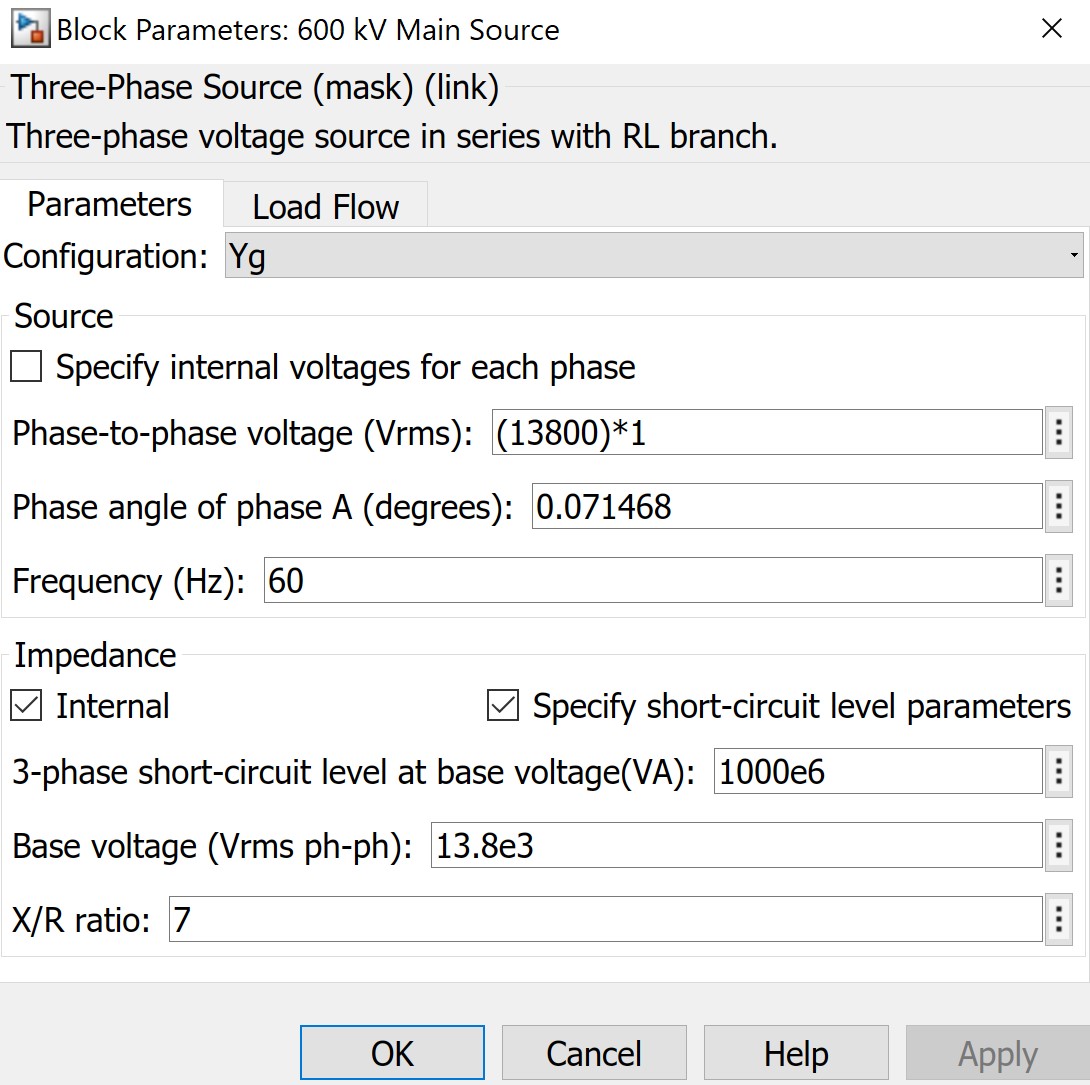 Block Parameters: 600 kV Main Source
Three-Phase Source (mask) (link)
Three-phase voltage source in series with RL branch.
Parameters Load Flow
Configuration: Yg
Source
Specify internal voltages for each phase
Phase-to-phase voltage (Vrms): (13800)*1
Phase angle of phase A (degrees): 0.071468
Frequency (Hz): 60
Impedance
Internal Specify short-circuit level parameters
3-phase short-circuit level at base voltage(VA): 1000e6
Base voltage (Vrms ph-ph): 13.8e3
X/R ratio: 7
OK Cancel Help Apply